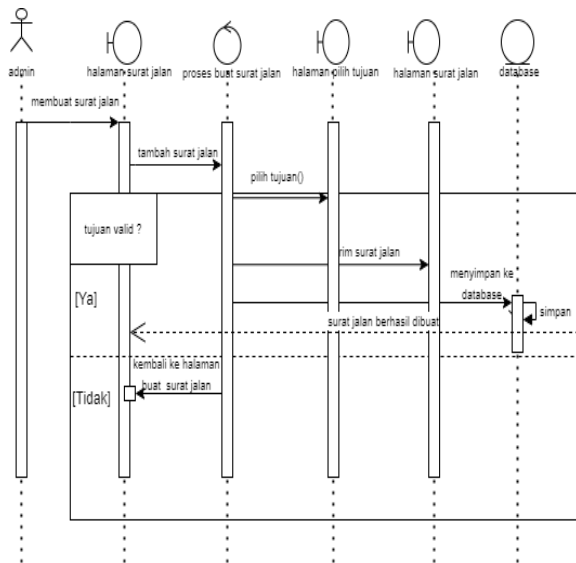 admin
halaman surat jalan
proses buat surat jalan
halaman pilih tujuan
halaman surat jalan
database
membuat surat jalan
tambah surat jalan
pilih tujuan()
tujuan valid ?
rim surat jalan
menyimpan ke
database
[Ya]
simpan
surat jalan berhasil dibuat
kembali ke halaman
buat surat jalan
[Tidak]